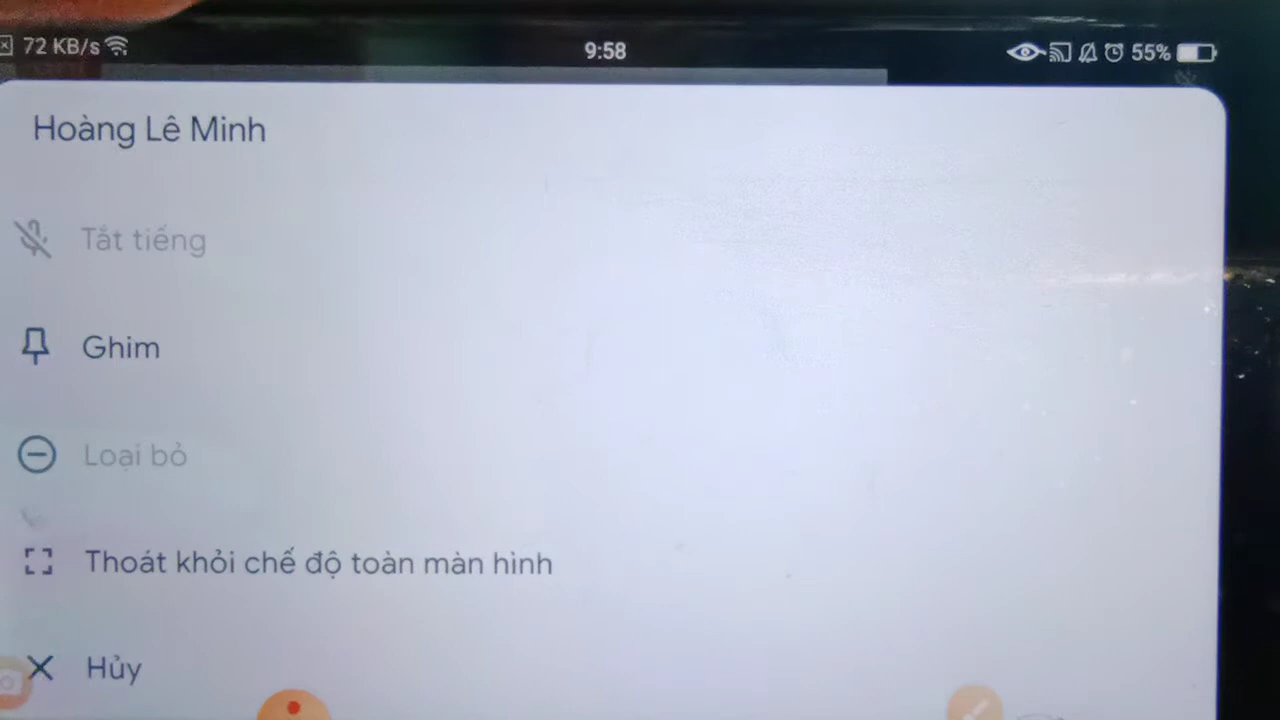 72 KB/s 9:58 55%
Hoàng Lê Minh
Tắt tiếng
Ghim
Loại bỏ
Thoát khỏi chế độ toàn màn hình
Hủy